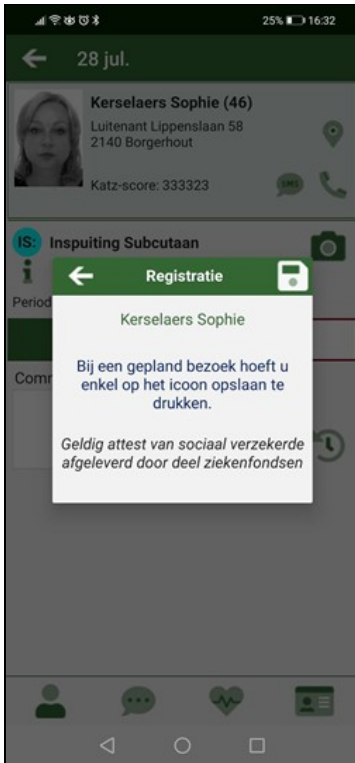 25% 16:32
28 jul.
Kerselaers Sophie (46)
Luitenant Lippenslaan 58
2140 Borgerhout
Katz-score: 333323
SMS
IS: Inspuiting Subcutaan
Period
Registratie
Kerselaers Sophie
Bij een gepland bezoek hoeft u
enkel op het icoon opslaan te
drukken.
Geldig attest van sociaal verzekerde
afgeleverd door deel ziekenfondsen
Comm